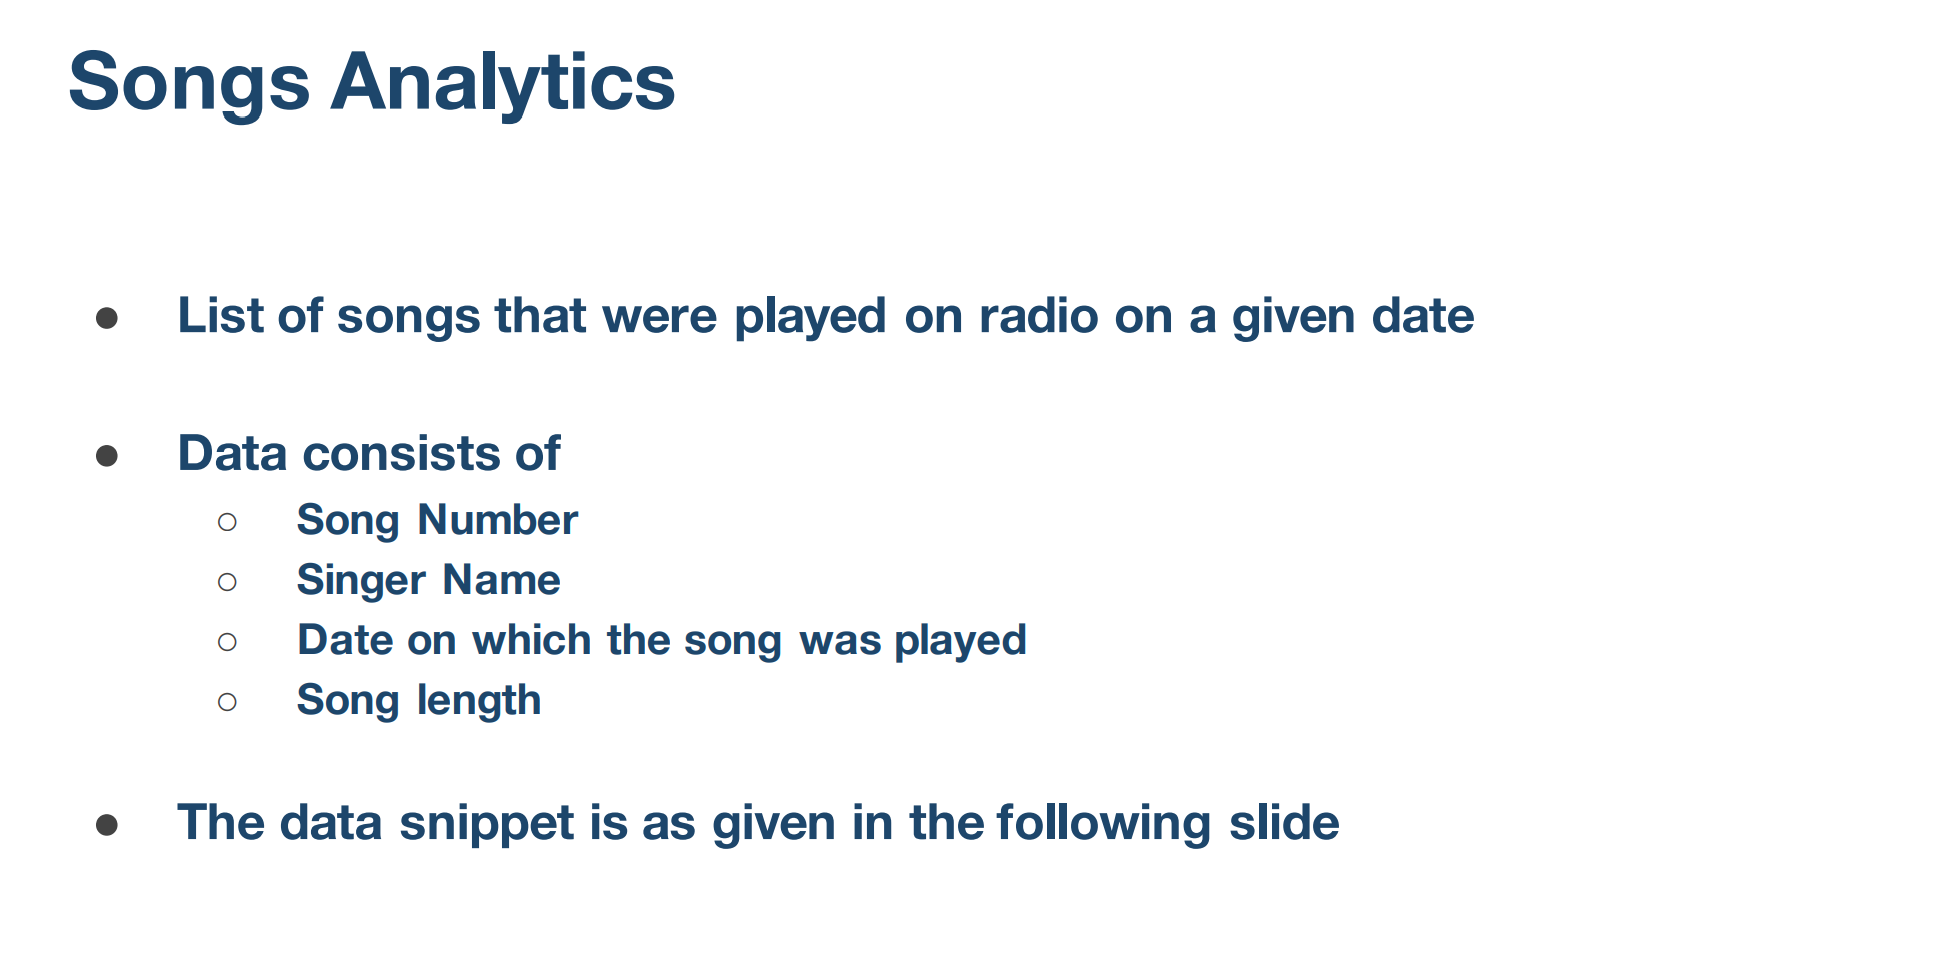 Songs Analytics
● List of songs that were played on radio on a given date
● Data consists of
○ Song Number
○ Singer Name
○ Date on which the song was played
○ Song length
● The data snippet is as given in the following slide